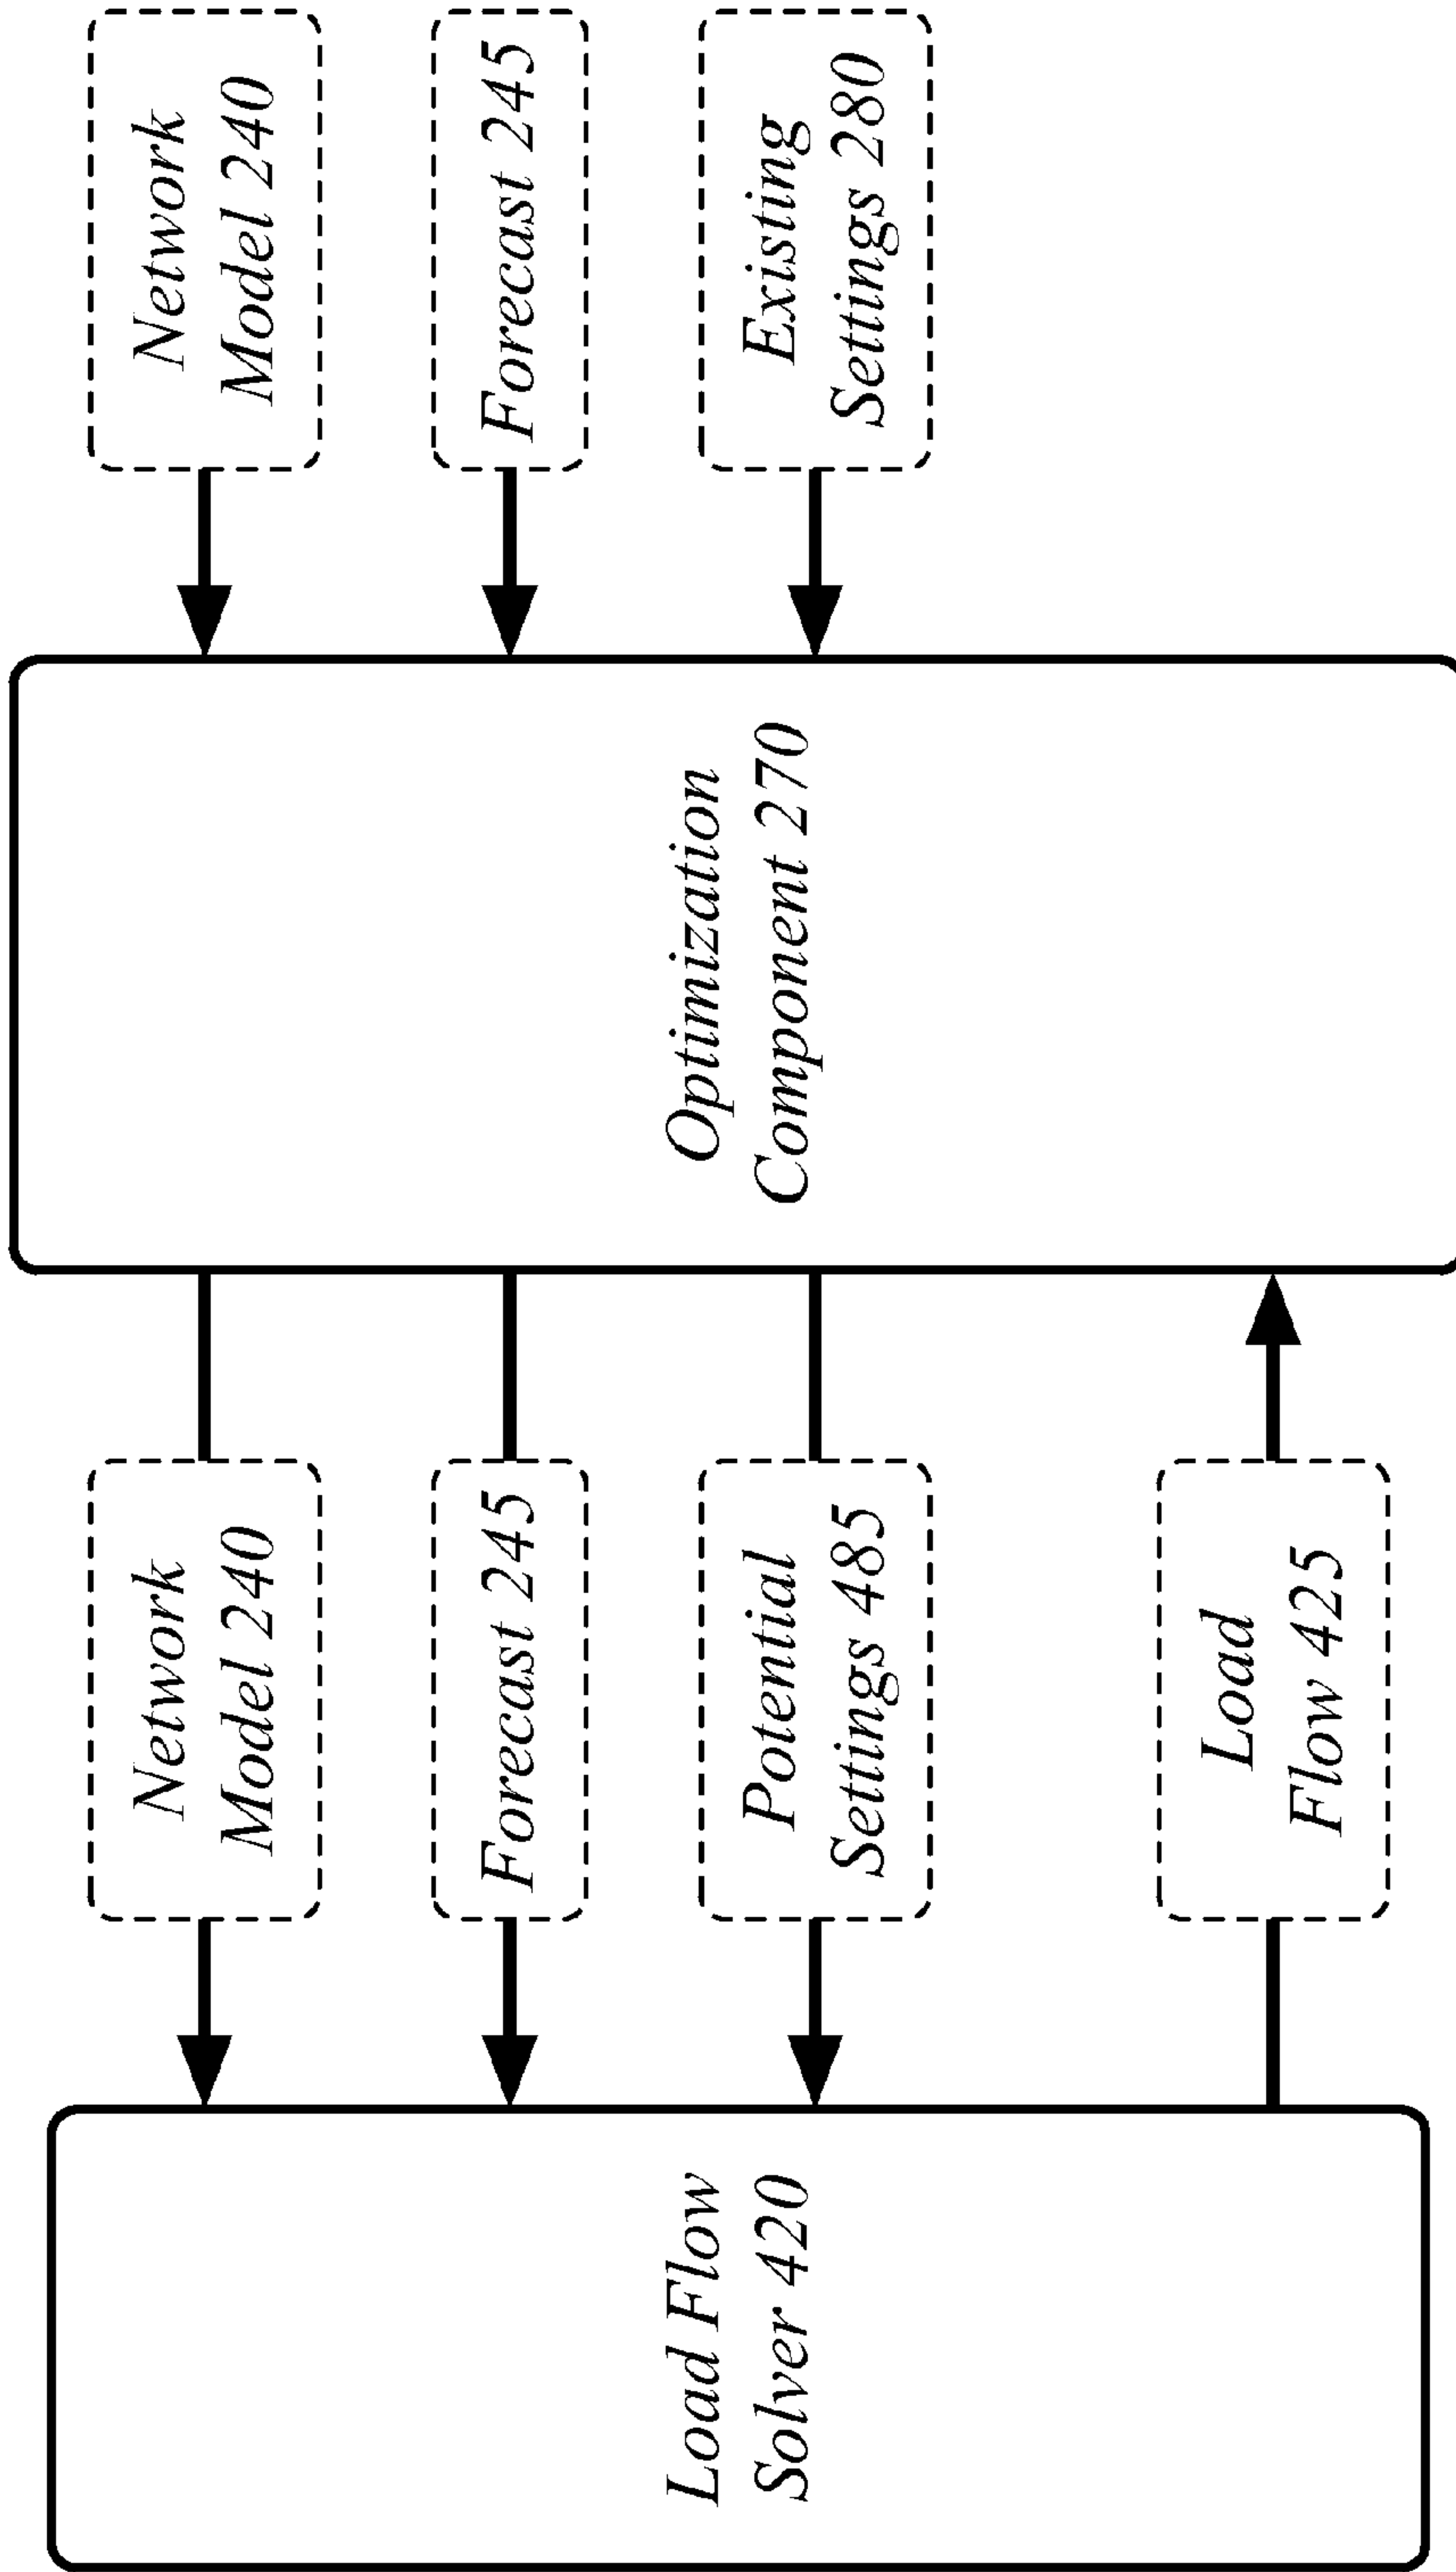 Load Flow
Solver 420
Network
Model 240
Forecast 245
Potential
Settings 485
Load
Flow 425
Optimization
Component 270
Network
Model 240
Forecast 245
Existing
Settings 280